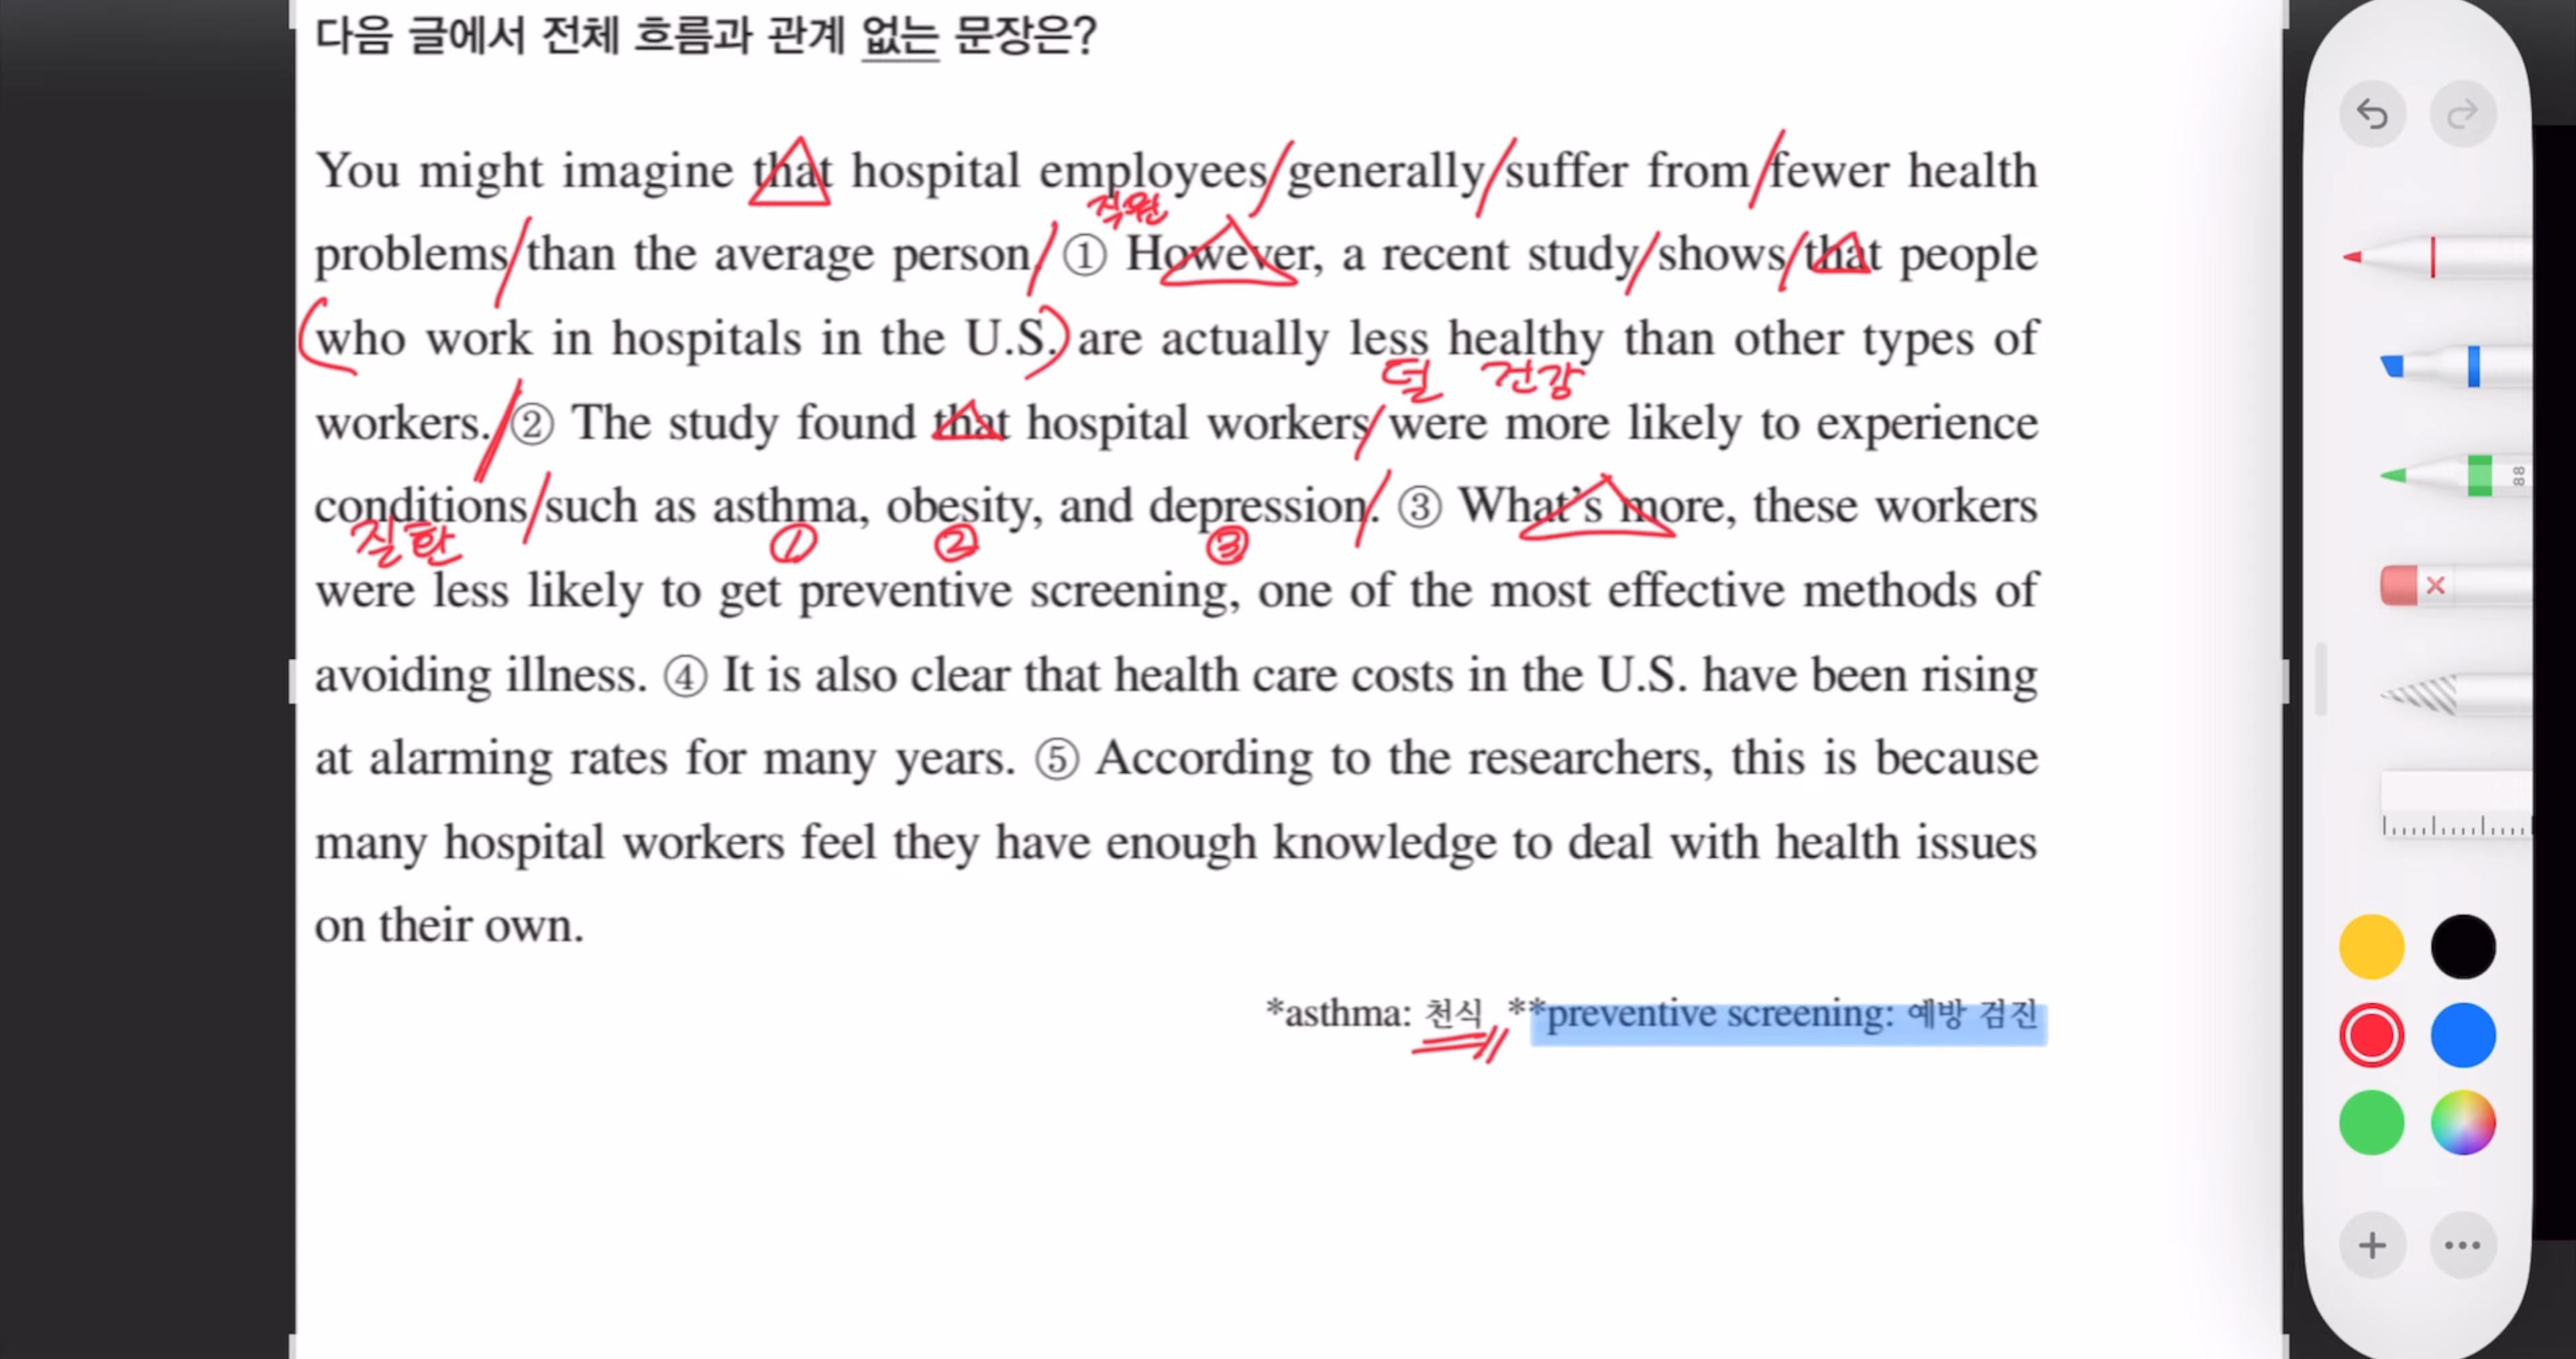 다음 글에서 전체 흐름과 관계 없는 문장은?
You might imagine that hospital employees generally suffer from fewer health
직원
problems than the average person. ① However, a recent study shows that people
who work in hospitals in the U.S. are actually less healthy than other types of
덜 건강
workers. ② The study found that hospital workers were more likely to experience
conditions such as asthma, obesity, and depression. ③ What's more, these workers
질환 ① ② ③
were less likely to get preventive screening, one of the most effective methods of
avoiding illness. ④ It is also clear that health care costs in the U.S. have been rising
at alarming rates for many years. ⑤ According to the researchers, this is because
many hospital workers feel they have enough knowledge to deal with health issues
on their own.
*asthma: 천식 **preventive screening: 예방 검진
88